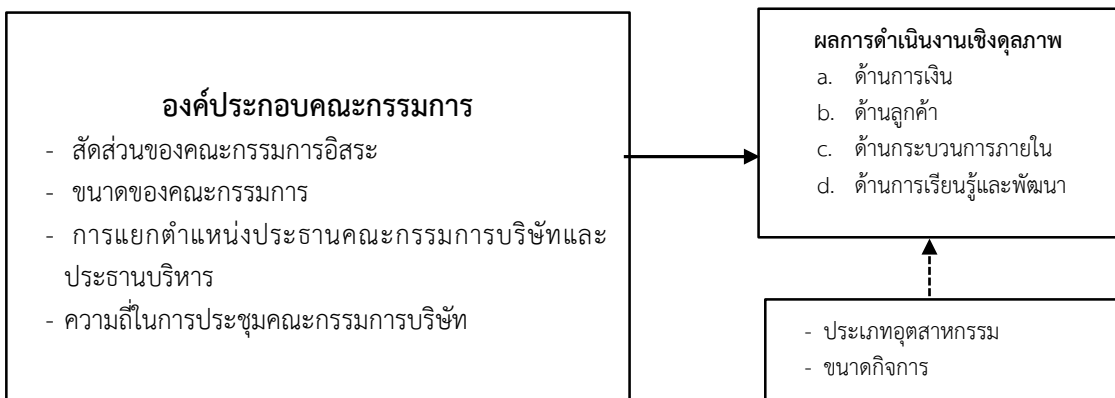 องค์ประกอบคณะกรรมการ
- สัดส่วนของคณะกรรมการอิสระ
- ขนาดของคณะกรรมการ
- การแยกตำแหน่งประธานคณะกรรมการบริษัทและ
ประธานบริหาร
- ความถี่ในการประชุมคณะกรรมการบริษัท
ผลการดำเนินงานเชิงดุลภาพ
a. ด้านการเงิน
b. ด้านลูกค้า
c. ด้านกระบวนการภายใน
d. ด้านการเรียนรู้และพัฒนา
- ประเภทอุตสาหกรรม
- ขนาดกิจการ